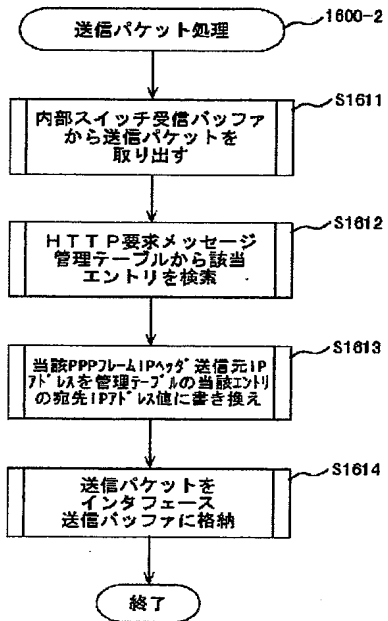 送信パケット処理
1600-2
S1611
内部スイッチ受信バッファ
から送信パケットを
取り出す
S1612
HTTP要求メッセージ
管理テーブルから該当
エントリを検索
S1613
当該PPPフレームIPヘッダ送信元IP
アドレスを管理テーブルの当該エントリ
の宛先IPアドレス値に書き換え
S1614
送信パケットを
インタフェース
送信バッファに格納
終了